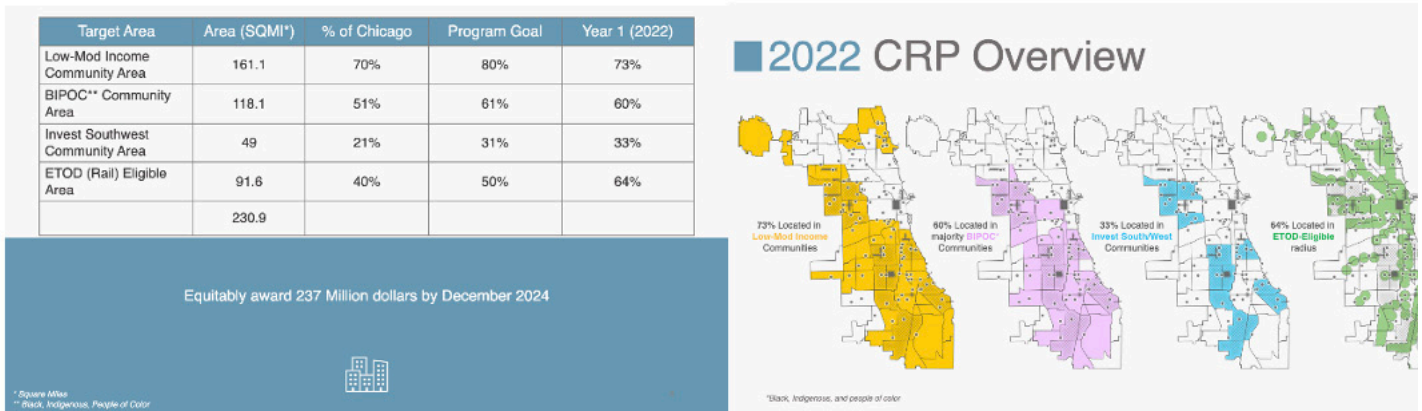 Target Area Area (SQMI*) % of Chicago Program Goal Year 1 (2022)
Low-Mod Income
Community Area 161.1 70% 80% 73%
BIPOC** Community
Area 118.1 51% 61% 60%
Invest Southwest
Community Area 49 21% 31% 33%
ETOD (Rail) Eligible
Area 91.6 40% 50% 64%
230.9
Equitably award 237 Million dollars by December 2024
* Square Miles
** Black, Indigenous, People of Color
2022 CRP Overview
73% Located in
Low-Mod Income
Communities
60% Located in
majority BIPOC*
Communities
33% Located in
Invest South/West
Communities
64% Located in
ETOD-Eligible
radius
*Black, Indigenous, and people of color